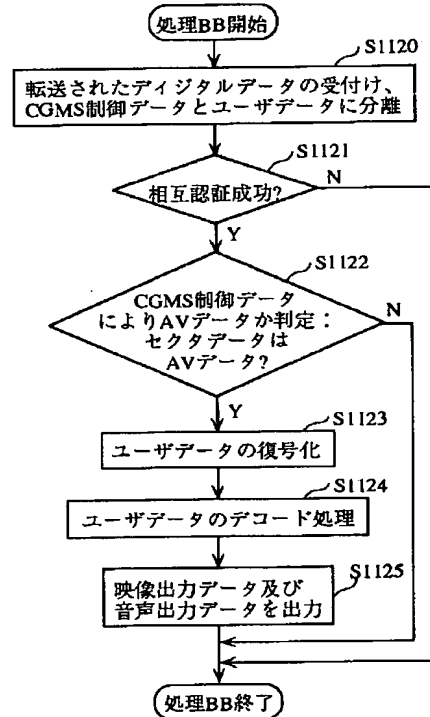 処理BB開始
S1120
転送されたディジタルデータの受付け、
CGMS制御データとユーザデータに分離
S1121
相互認証成功?
N
Y
S1122
CGMS制御データ
によりAVデータか判定:
セクタデータは
AVデータ?
N
Y
S1123
ユーザデータの復号化
S1124
ユーザデータのデコード処理
S1125
映像出力データ及び
音声出力データを出力
処理BB終了